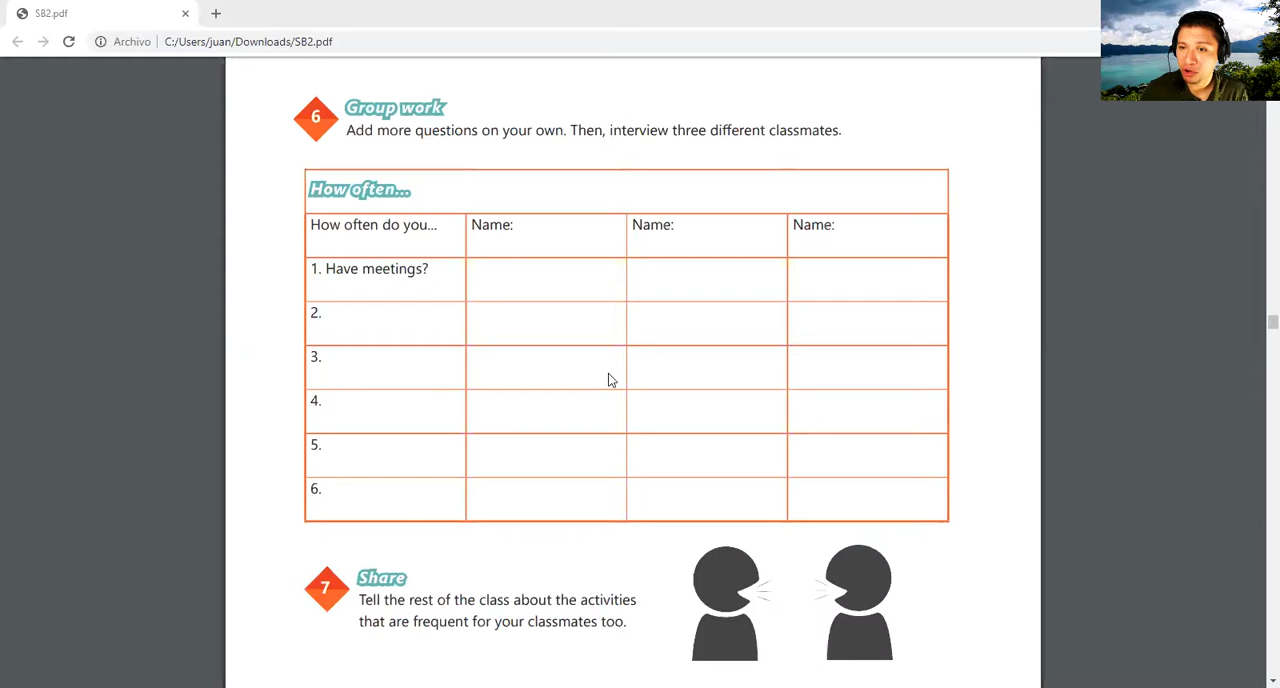 SB2.pdf
Archivo C:/Users/juan/Downloads/SB2.pdf
6 Group work
Add more questions on your own. Then, interview three different classmates.
How often...
How often do you... Name: Name: Name:
1. Have meetings?
2.
3.
4.
5.
6.
7 Share
Tell the rest of the class about the activities
that are frequent for your classmates too.